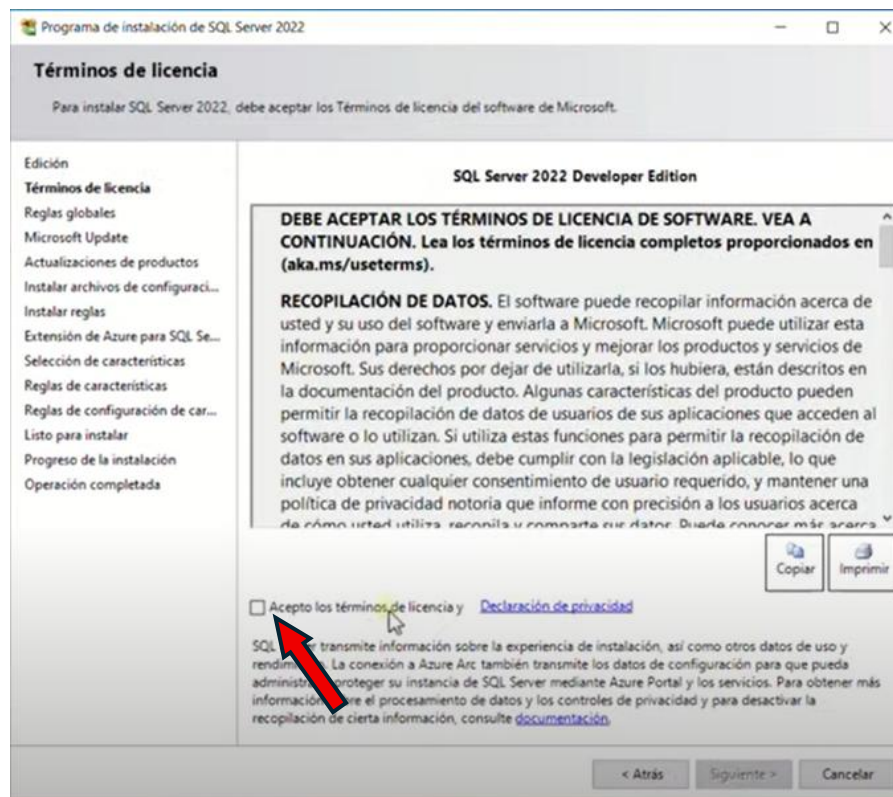 Programa de instalación de SQL Server 2022
Términos de licencia
Para instalar SQL Server 2022, debe aceptar los Términos de licencia del software de Microsoft.
Edición
Términos de licencia
Reglas globales
Microsoft Update
Actualizaciones de productos
Instalar archivos de configuraci...
Instalar reglas
Extensión de Azure para SQL Se...
Selección de características
Reglas de características
Reglas de configuración de car...
Listo para instalar
Progreso de la instalación
Operación completada
SQL Server 2022 Developer Edition
DEBE ACEPTAR LOS TÉRMINOS DE LICENCIA DE SOFTWARE. VEA A
CONTINUACIÓN. Lea los términos de licencia completos proporcionados en
(aka.ms/useterms).
RECOPILACIÓN DE DATOS. El software puede recopilar información acerca de
usted y su uso del software y enviarla a Microsoft. Microsoft puede utilizar esta
información para proporcionar servicios y mejorar los productos y servicios de
Microsoft. Sus derechos por dejar de utilizarla, si los hubiera, están descritos en
la documentación del producto. Algunas características del producto pueden
permitir la recopilación de datos de usuarios de sus aplicaciones que acceden al
software o lo utilizan. Si utiliza estas funciones para permitir la recopilación de
datos en sus aplicaciones, debe cumplir con la legislación aplicable, lo que
incluye obtener cualquier consentimiento de usuario requerido, y mantener una
política de privacidad notoria que informe con precisión a los usuarios acerca
de cómo usted utiliza, recopila y comparte sus datos. Puede conocer más acerca
Copiar
Imprimir
Acepto los términos de licencia y Declaración de privacidad
SQL transmite información sobre la experiencia de instalación, así como otros datos de uso y
La conexión a Azure Arc también transmite los datos de configuración para que pueda
proteger su instancia de SQL Server mediante Azure Portal y los servicios. Para obtener más
el procesamiento de datos y los controles de privacidad y para desactivar la
recopilación de cierta información, consulte documentación.
< Atrás
Siguiente >
Cancelar